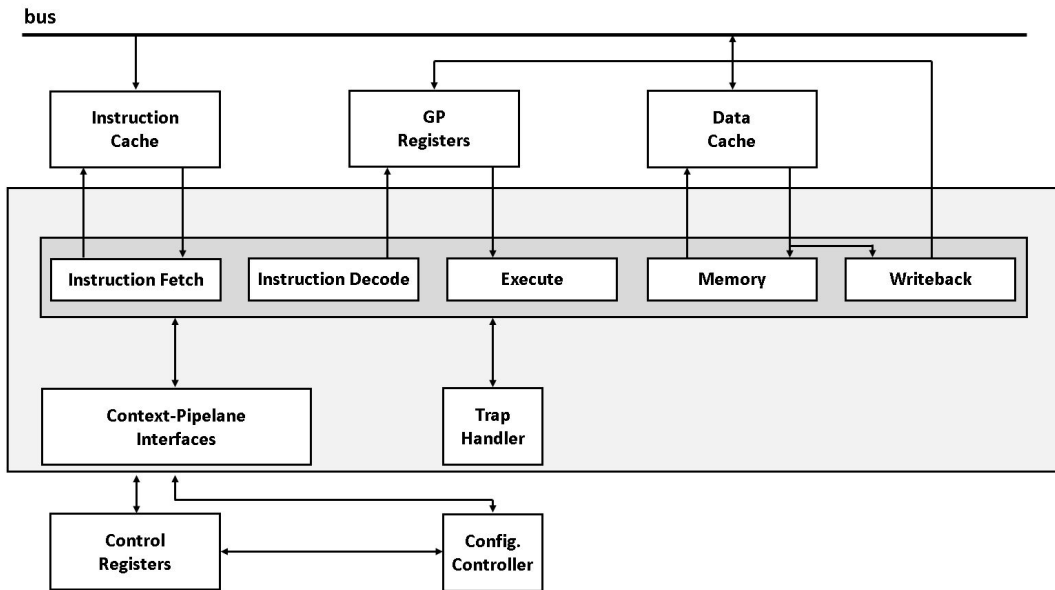 bus
Instruction
Cache
GP
Registers
Data
Cache
Instruction Fetch
Instruction Decode
Execute
Memory
Writeback
Context-Pipelane
Interfaces
Trap
Handler
Control
Registers
Config.
Controller